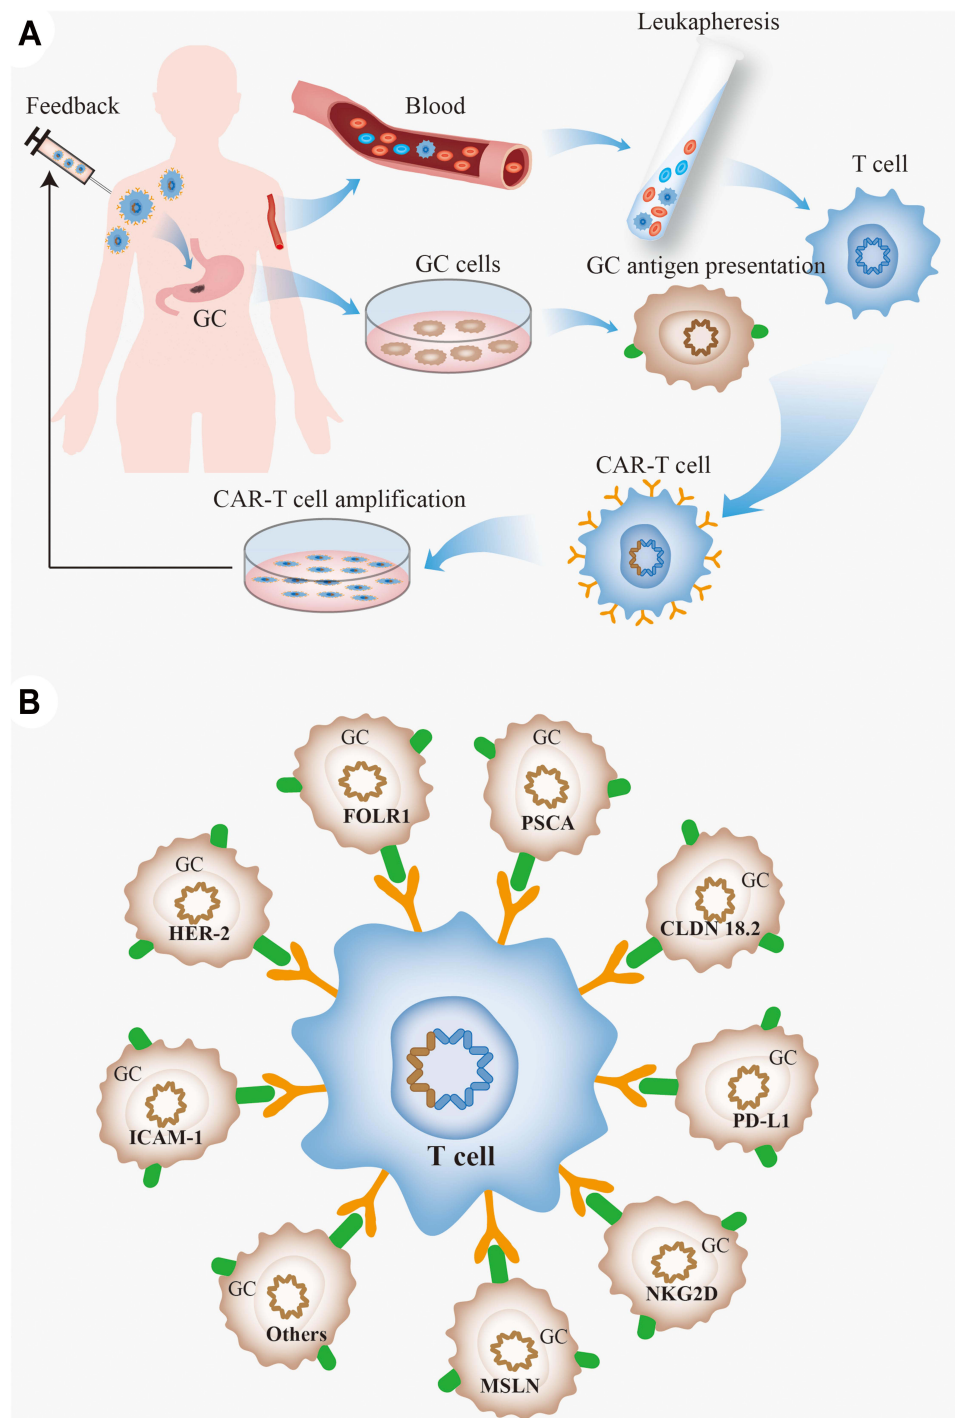 A
Leukapheresis
Feedback
Blood
T cell
GC cells
GC antigen presentation
GC
CAR-T cell
CAR-T cell amplification
B
GC
FOLR1
GC
PSCA
GC
HER-2
GC
CLDN 18.2
GC
ICAM-1
GC
PD-L1
T cell
GC
Others
GC
MSLN
GC
NKG2D